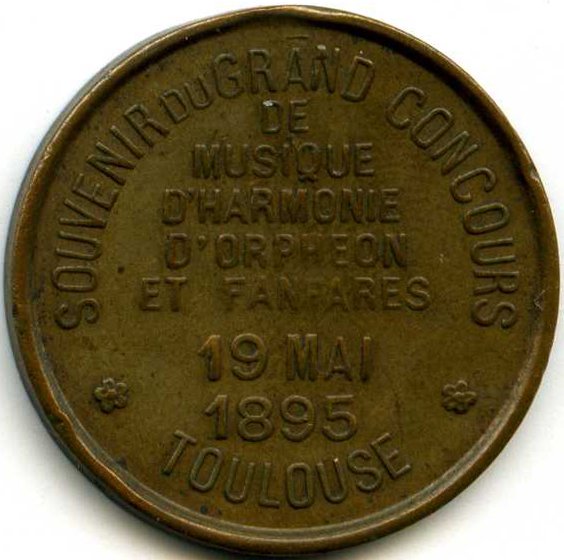 SOUVENIR DU GRAND CONCOURS
DE
MUSIQUE
D'HARMONIE
D'ORPHEON
ET FANFARES
19 MAI
1895
TOULOUSE